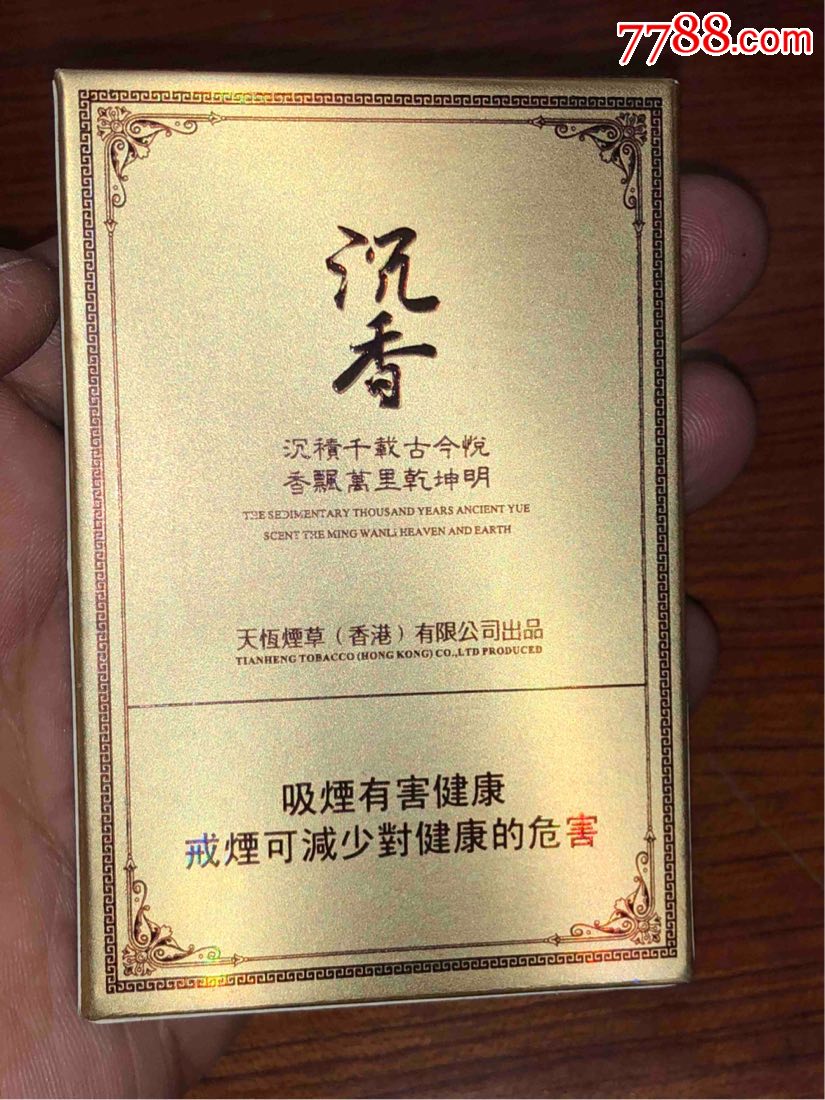 7788.com
沉
香
沉積千載古今悅
香飄萬里乾坤明
THE SEDIMENTARY THOUSAND YEARS ANCIENT YUE
SCENT THE MING WANLI HEAVEN AND EARTH
天恆煙草（香港）有限公司出品
TIANHENG TOBACCO (HONG KONG) CO.,LTD PRODUCED
吸煙有害健康
戒煙可減少對健康的危害